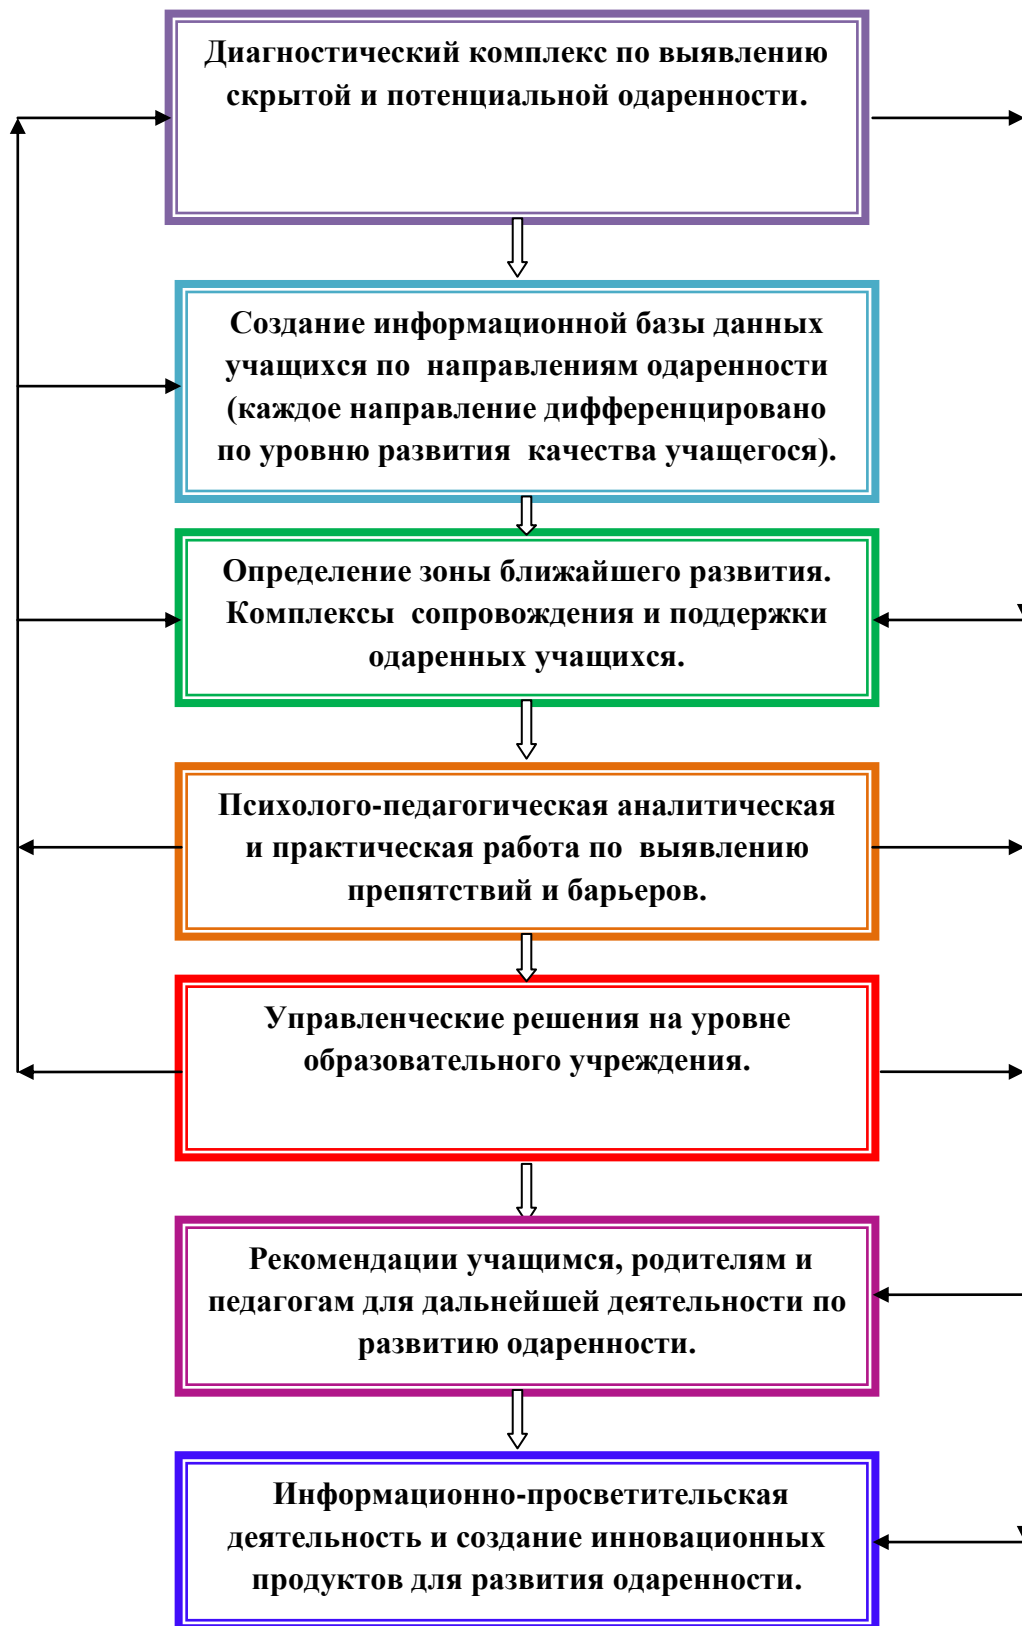 Диагностический комплекс по выявлению
скрытой и потенциальной одаренности.
Создание информационной базы данных
учащихся по направлениям одаренности
(каждое направление дифференцировано
по уровню развития качества учащегося).
Определение зоны ближайшего развития.
Комплексы сопровождения и поддержки
одаренных учащихся.
Психолого-педагогическая аналитическая
и практическая работа по выявлению
препятствий и барьеров.
Управленческие решения на уровне
образовательного учреждения.
Рекомендации учащимся, родителям и
педагогам для дальнейшей деятельности по
развитию одаренности.
Информационно-просветительская
деятельность и создание инновационных
продуктов для развития одаренности.